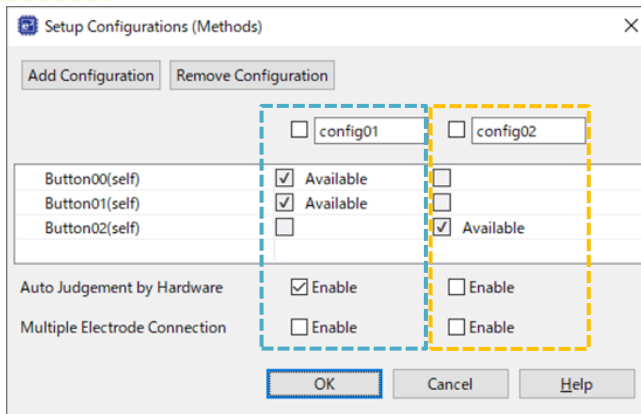 Setup Configurations (Methods)
Add Configuration Remove Configuration
config01 config02
Button00(self) Available
Button01(self) Available
Button02(self) Available
Auto Judgement by Hardware Enable Enable
Multiple Electrode Connection Enable Enable
OK Cancel Help